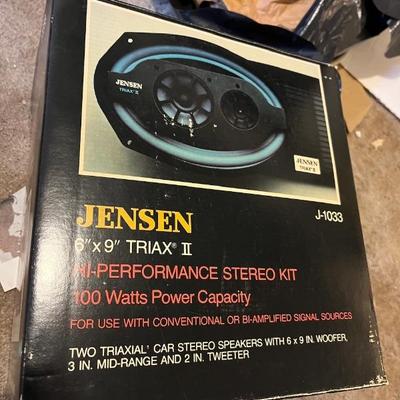 JENSEN
TRIAX® II
JENSEN
TRIAX® II
JENSEN
J-1033
6" x 9" TRIAX® II
HI-PERFORMANCE STEREO KIT
100 Watts Power Capacity
FOR USE WITH CONVENTIONAL OR BI-AMPLIFIED SIGNAL SOURCES
TWO TRIAXIAL® CAR STEREO SPEAKERS WITH 6 x 9 IN. WOOFER,
3 IN. MID-RANGE AND 2 IN. TWEETER